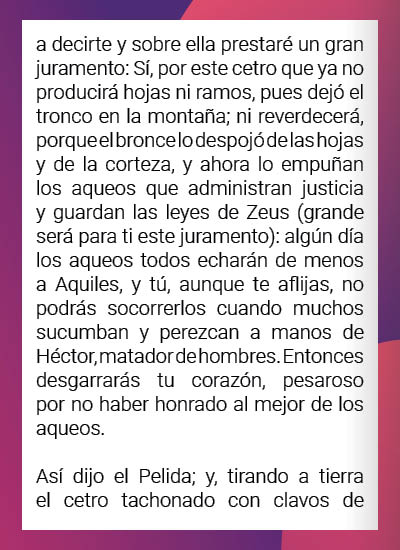 a decirte y sobre ella prestaré un gran
juramento: Sí, por este cetro que ya no
producirá hojas ni ramos, pues dejó el
tronco en la montaña; ni reverdecerá,
porque el bronce lo despojó de las hojas
y de la corteza, y ahora lo empuñan
los aqueos que administran justicia
y guardan las leyes de Zeus (grande
será para ti este juramento): algún día
los aqueos todos echarán de menos
a Aquiles, y tú, aunque te aflijas, no
podrás socorrerlos cuando muchos
sucumban y perezcan a manos de
Héctor, matador de hombres. Entonces
desgarrarás tu corazón, pesaroso
por no haber honrado al mejor de los
aqueos.

Así dijo el Pelida; y, tirando a tierra
el cetro tachonado con clavos de